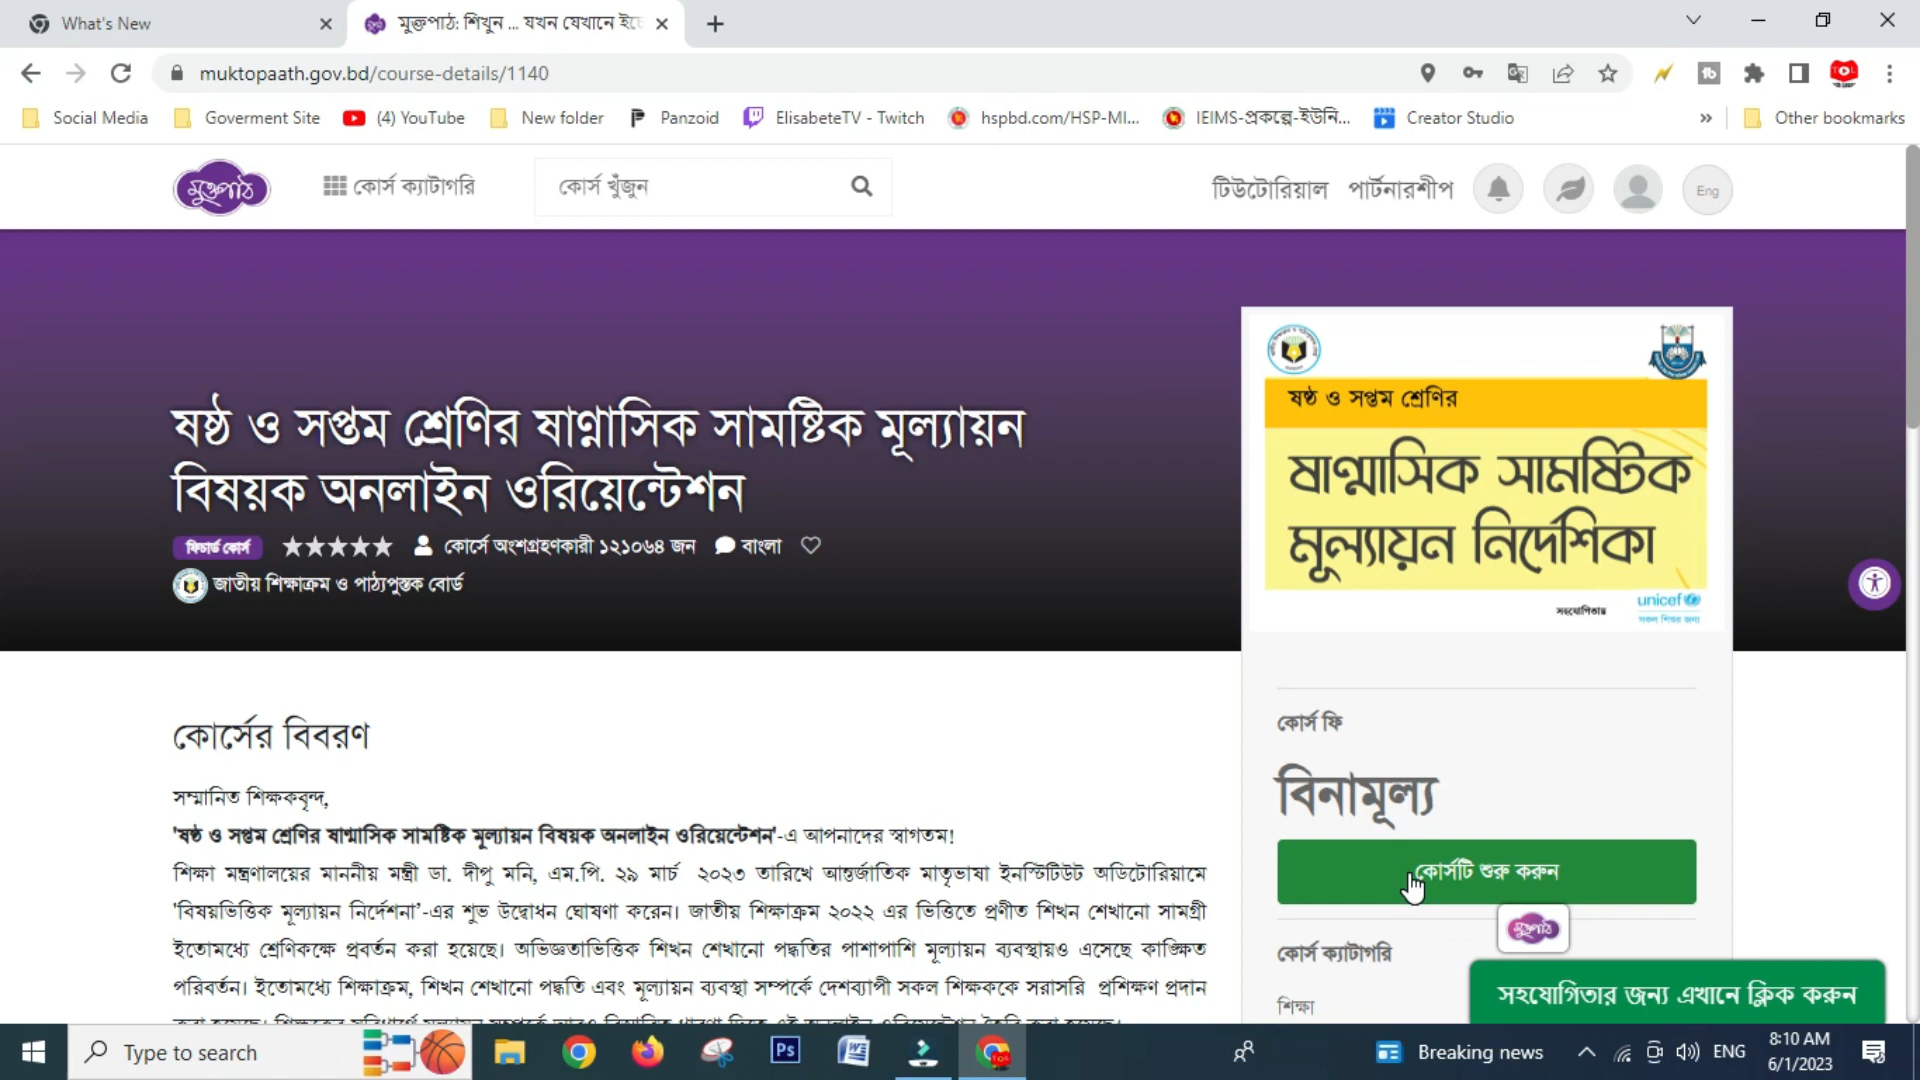 What's New
মুক্তপাঠ: শিখুন ... যখন যেখানে ইচ্ছে
muktopaath.gov.bd/course-details/1140
Social Media
Goverment Site
(4) YouTube
New folder
Panzoid
ElisabeteTV - Twitch
hspbd.com/HSP-MI...
IEIMS-প্রকল্পে-ইউনি...
Creator Studio
»
Other bookmarks
মুক্তপাঠ
কোর্স ক্যাটাগরি
কোর্স খুঁজুন
টিউটোরিয়াল
পার্টনারশীপ
Eng
ষষ্ঠ ও সপ্তম শ্রেণির ষাণ্মাসিক সামষ্টিক মূল্যায়ন
বিষয়ক অনলাইন ওরিয়েন্টেশন
ফিচার্ড কোর্স
কোর্সে অংশগ্রহণকারী ১২১০৬৪ জন
বাংলা
জাতীয় শিক্ষাক্রম ও পাঠ্যপুস্তক বোর্ড
ষষ্ঠ ও সপ্তম শ্রেণির
ষাণ্মাসিক সামষ্টিক
মূল্যায়ন নির্দেশিকা
সহযোগিতায়
unicef
সকল শিশুর জন্য
কোর্সের বিবরণ
সম্মানিত শিক্ষকবৃন্দ,
'ষষ্ঠ ও সপ্তম শ্রেণির ষাণ্মাসিক সামষ্টিক মূল্যায়ন বিষয়ক অনলাইন ওরিয়েন্টেশন'-এ আপনাদের স্বাগতম!
শিক্ষা মন্ত্রণালয়ের মাননীয় মন্ত্রী ডা. দীপু মনি, এম.পি. ২৯ মার্চ ২০২৩ তারিখে আন্তর্জাতিক মাতৃভাষা ইনস্টিটিউট অডিটোরিয়ামে
'বিষয়ভিত্তিক মূল্যায়ন নির্দেশনা'-এর শুভ উদ্বোধন ঘোষণা করেন। জাতীয় শিক্ষাক্রম ২০২২ এর ভিত্তিতে প্রণীত শিখন শেখানো সামগ্রী
ইতোমধ্যে শ্রেণিকক্ষে প্রবর্তন করা হয়েছে। অভিজ্ঞতাভিত্তিক শিখন শেখানো পদ্ধতির পাশাপাশি মূল্যায়ন ব্যবস্থায়ও এসেছে কাঙ্ক্ষিত
পরিবর্তন। ইতোমধ্যে শিক্ষাক্রম, শিখন শেখানো পদ্ধতি এবং মূল্যায়ন ব্যবস্থা সম্পর্কে দেশব্যাপী সকল শিক্ষককে সরাসরি প্রশিক্ষণ প্রদান
কোর্স ফি
বিনামূল্য
কোর্সটি শুরু করুন
মুক্তপাঠ
কোর্স ক্যাটাগরি
শিক্ষা
সহযোগিতার জন্য এখানে ক্লিক করুন
Type to search
Ps
Breaking news
ENG
8:10 AM
6/1/2023